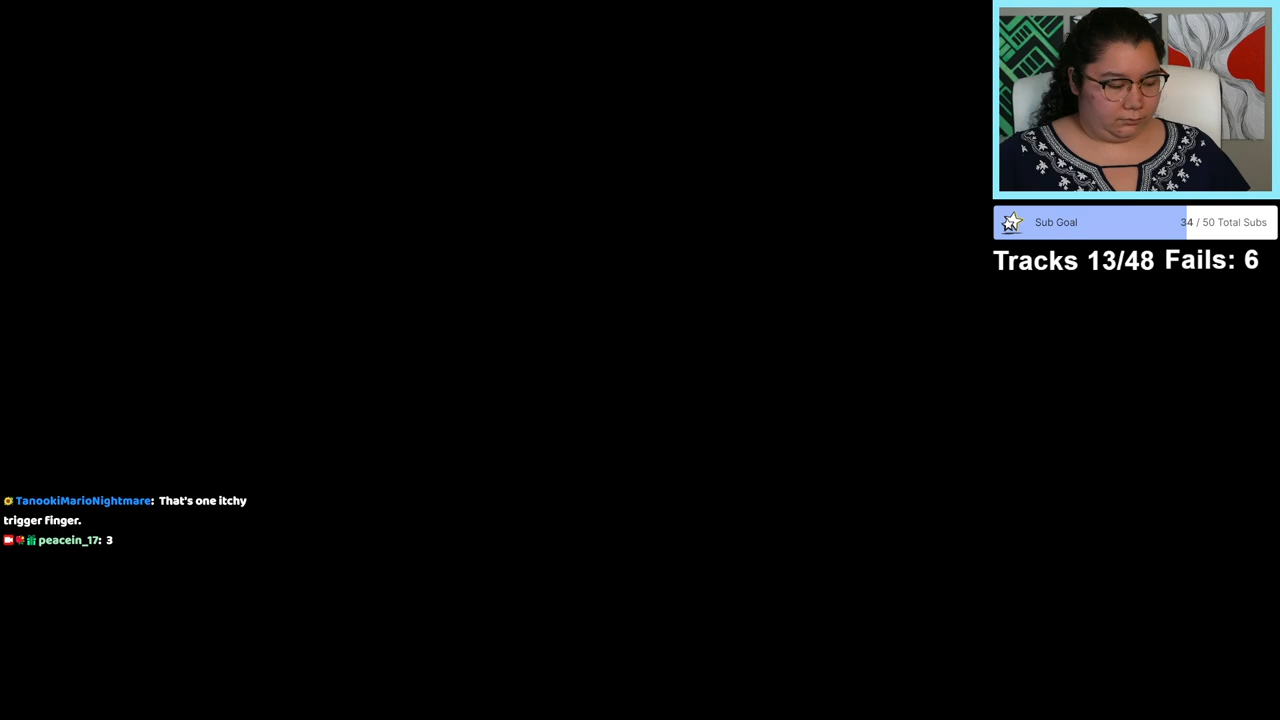 Sub Goal
34 / 50 Total Subs
Tracks 13/48 Fails: 6
TanookiMarioNightmare: That's one itchy
trigger finger.
peacein_17: 3